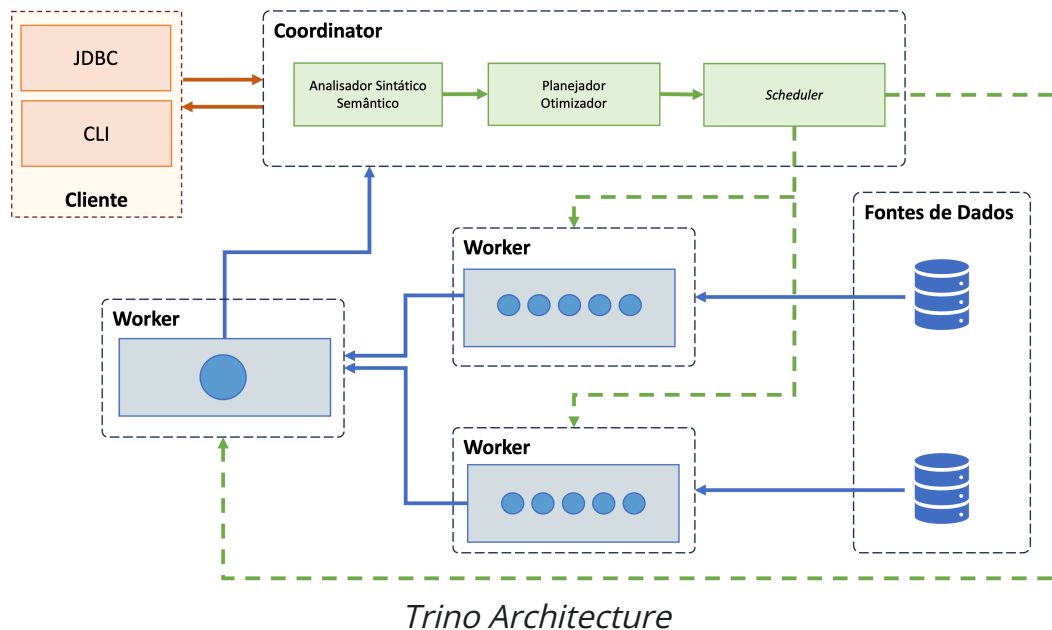 JDBC
CLI
Cliente
Coordinator
Analisador Sintático
Semântico
Planejador
Otimizador
Scheduler
Fontes de Dados
Worker
Worker
Worker
Trino Architecture